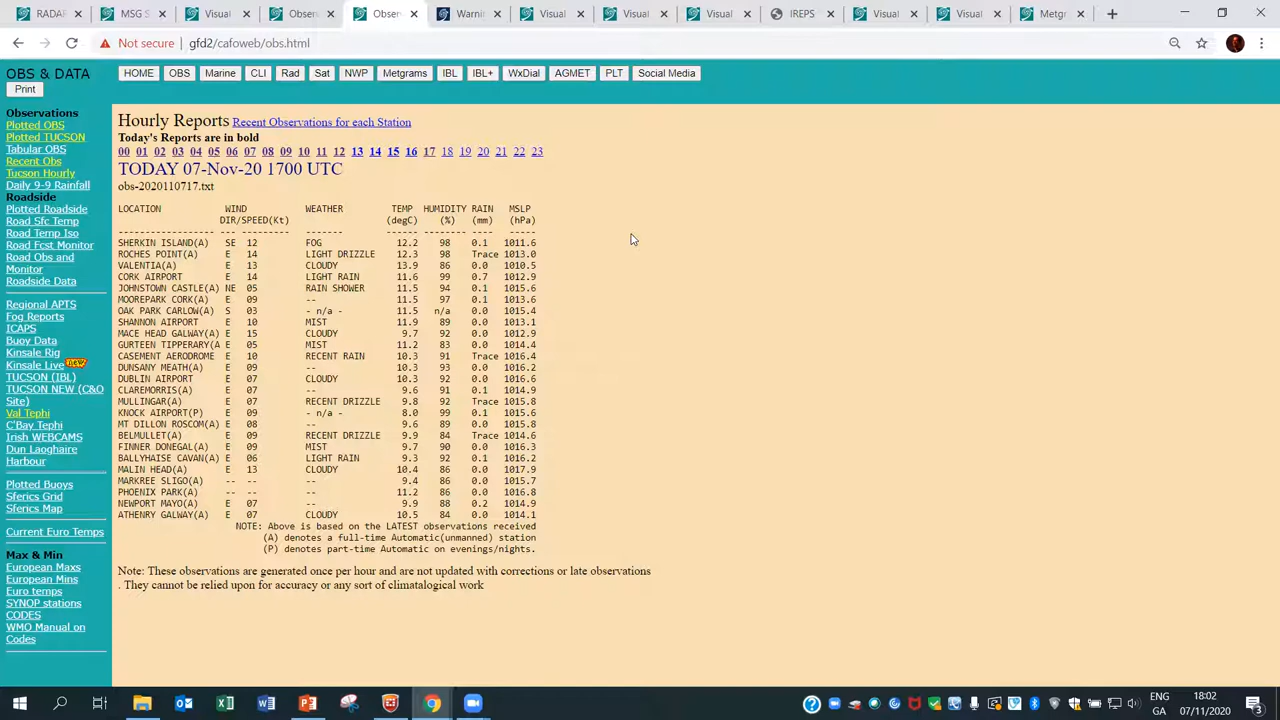 RADAR
MSG S
Visual
Obser
Obser
Warnin
Visual
Visual
Visual
IREPS
Visual
Visual
Metgr
Not secure gfd2/cafoweb/obs.html
OBS & DATA
Print
HOME OBS Marine CLI Rad Sat NWP Metgrams IBL IBL+ WxDial AGMET PLT Social Media
Observations
Plotted OBS
Plotted TUCSON
Tabular OBS
Recent Obs
Tucson Hourly
Daily 9-9 Rainfall
Roadside
Plotted Roadside
Road Sfc Temp
Road Temp Iso
Road Fcst Monitor
Road Obs and
Monitor
Roadside Data
Regional APTS
Fog Reports
ICAPS
Buoy Data
Kinsale Rig
Kinsale Live new
TUCSON (IBL)
TUCSON NEW (C&O
Site)
Val Tephi
C'Bay Tephi
Irish WEBCAMS
Dun Laoghaire
Harbour
Plotted Buoys
Sferics Grid
Sferics Map
Current Euro Temps
Max & Min
European Maxs
European Mins
Euro temps
SYNOP stations
CODES
WMO Manual on
Codes
Hourly Reports Recent Observations for each Station
Today's Reports are in bold
00 01 02 03 04 05 06 07 08 09 10 11 12 13 14 15 16 17 18 19 20 21 22 23
TODAY 07-Nov-20 1700 UTC
obs-2020110717.txt
LOCATION WIND WEATHER TEMP HUMIDITY RAIN MSLP
DIR/SPEED(Kt) (degC) (%) (mm) (hPa)
----------------- ---- --------- ------- ------ -------- ---- -----
SHERKIN ISLAND(A) SE 12 FOG 12.2 98 0.1 1011.6
ROCHES POINT(A) E 14 LIGHT DRIZZLE 12.3 98 Trace 1013.0
VALENTIA(A) E 13 CLOUDY 13.9 86 0.0 1010.5
CORK AIRPORT E 14 LIGHT RAIN 11.6 99 0.7 1012.9
JOHNSTOWN CASTLE(A) NE 05 RAIN SHOWER 11.5 94 0.1 1015.6
MOOREPARK CORK(A) E 09 -- 11.5 97 0.1 1013.6
OAK PARK CARLOW(A) S 03 - n/a - 11.5 n/a 0.0 1015.4
SHANNON AIRPORT E 10 MIST 11.9 89 0.0 1013.1
MACE HEAD GALWAY(A) E 15 CLOUDY 9.7 92 0.0 1012.9
GURTEEN TIPPERARY(A E 05 MIST 11.2 83 0.0 1014.4
CASEMENT AERODROME E 10 RECENT RAIN 10.3 91 Trace 1016.4
DUNSANY MEATH(A) E 09 -- 10.3 93 0.0 1016.2
DUBLIN AIRPORT E 07 CLOUDY 10.3 92 0.0 1016.6
CLAREMORRIS(A) E 07 -- 9.6 91 0.1 1014.9
MULLINGAR(A) E 07 RECENT DRIZZLE 9.8 92 Trace 1015.8
KNOCK AIRPORT(P) E 09 - n/a - 8.0 99 0.1 1015.6
MT DILLON ROSCOM(A) E 08 -- 9.6 89 0.0 1015.8
BELMULLET(A) E 09 RECENT DRIZZLE 9.9 84 Trace 1014.6
FINNER DONEGAL(A) E 09 MIST 9.7 90 0.0 1016.3
BALLYHAISE CAVAN(A) E 06 LIGHT RAIN 9.3 92 0.1 1016.2
MALIN HEAD(A) E 13 CLOUDY 10.4 86 0.0 1017.9
MARKREE SLIGO(A) -- -- -- 9.4 86 0.0 1015.7
PHOENIX PARK(A) -- -- -- 11.2 86 0.0 1016.8
NEWPORT MAYO(A) E 07 -- 9.9 88 0.2 1014.9
ATHENRY GALWAY(A) E 07 CLOUDY 10.5 87 0.0 1014.1
NOTE: Above is based on the LATEST observations received
(A) denotes a full-time Automatic(unmanned) station
(P) denotes part-time Automatic on evenings/nights.
Note: These observations are generated once per hour and are not updated with corrections or late observations
. They cannot be relied upon for accuracy or any sort of climatalogical work
ENG
GA
18:02
07/11/2020
3